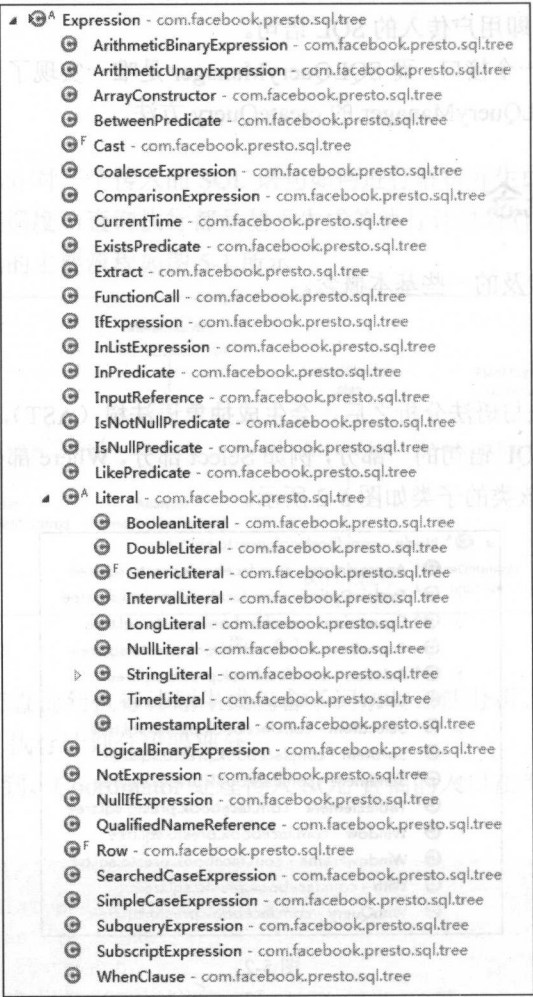 Expression - com.facebook.presto.sql.tree
ArithmeticBinaryExpression - com.facebook.presto.sql.tree
ArithmeticUnaryExpression - com.facebook.presto.sql.tree
ArrayConstructor - com.facebook.presto.sql.tree
BetweenPredicate - com.facebook.presto.sql.tree
Cast - com.facebook.presto.sql.tree
CoalesceExpression - com.facebook.presto.sql.tree
ComparisonExpression - com.facebook.presto.sql.tree
CurrentTime - com.facebook.presto.sql.tree
ExistsPredicate - com.facebook.presto.sql.tree
Extract - com.facebook.presto.sql.tree
FunctionCall - com.facebook.presto.sql.tree
IfExpression - com.facebook.presto.sql.tree
InListExpression - com.facebook.presto.sql.tree
InPredicate - com.facebook.presto.sql.tree
InputReference - com.facebook.presto.sql.tree
IsNotNullPredicate - com.facebook.presto.sql.tree
IsNullPredicate - com.facebook.presto.sql.tree
LikePredicate - com.facebook.presto.sql.tree
Literal - com.facebook.presto.sql.tree
BooleanLiteral - com.facebook.presto.sql.tree
DoubleLiteral - com.facebook.presto.sql.tree
GenericLiteral - com.facebook.presto.sql.tree
IntervalLiteral - com.facebook.presto.sql.tree
LongLiteral - com.facebook.presto.sql.tree
NullLiteral - com.facebook.presto.sql.tree
StringLiteral - com.facebook.presto.sql.tree
TimeLiteral - com.facebook.presto.sql.tree
TimestampLiteral - com.facebook.presto.sql.tree
LogicalBinaryExpression - com.facebook.presto.sql.tree
NotExpression - com.facebook.presto.sql.tree
NullIfExpression - com.facebook.presto.sql.tree
QualifiedNameReference - com.facebook.presto.sql.tree
Row - com.facebook.presto.sql.tree
SearchedCaseExpression - com.facebook.presto.sql.tree
SimpleCaseExpression - com.facebook.presto.sql.tree
SubqueryExpression - com.facebook.presto.sql.tree
SubscriptExpression - com.facebook.presto.sql.tree
WhenClause - com.facebook.presto.sql.tree